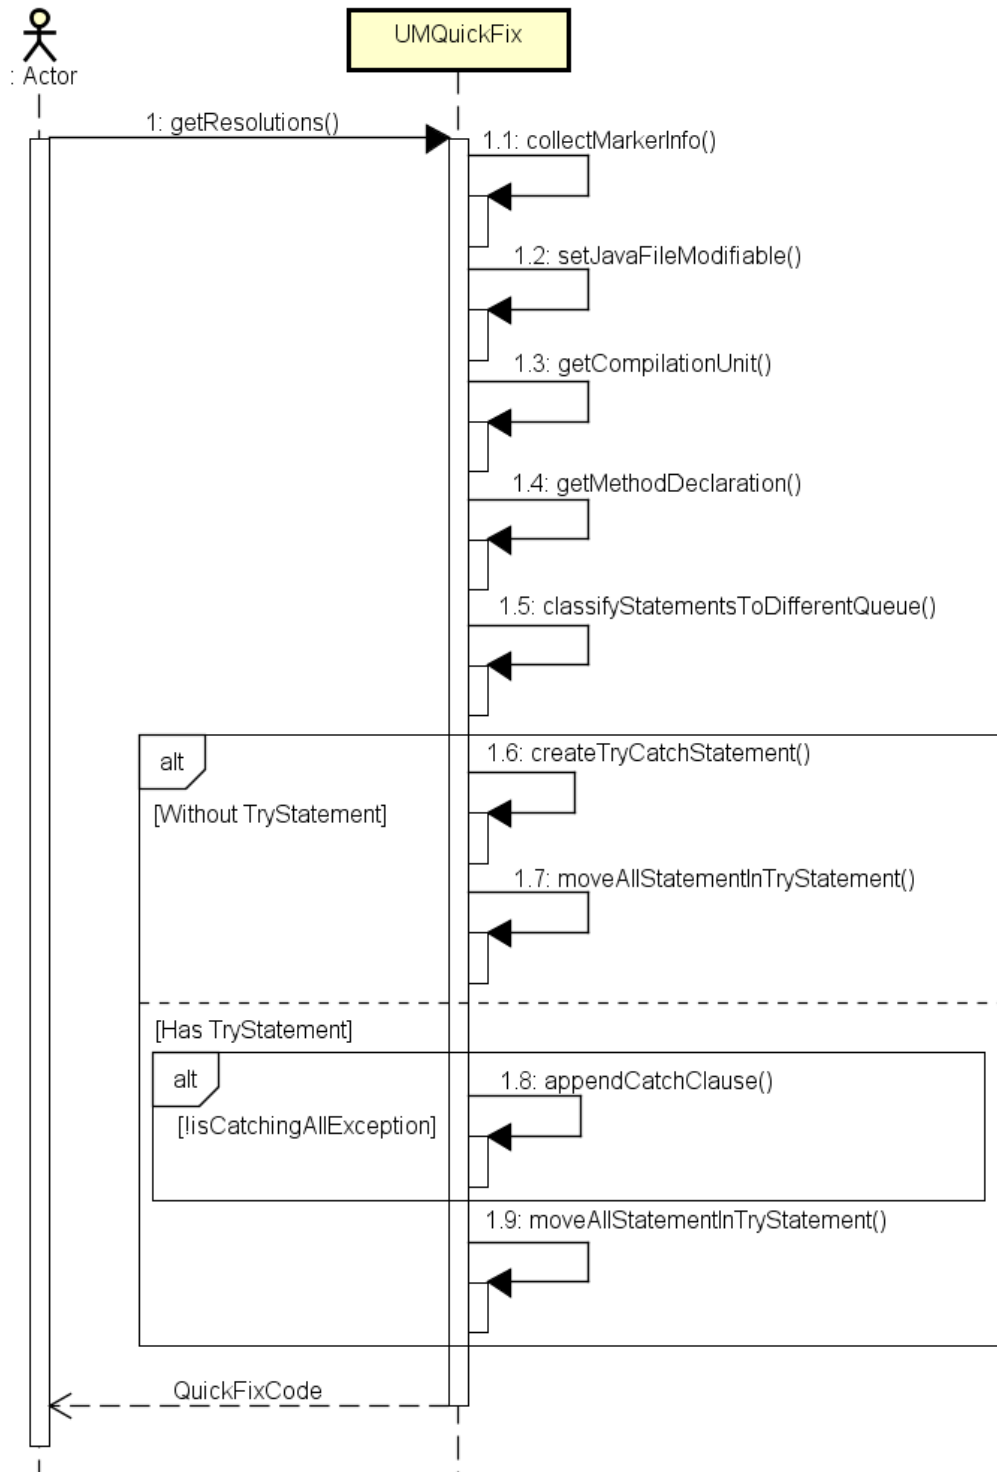 UMQuickFix
: Actor
1: getResolutions()
1.1: collectMarkerInfo()
1.2: setJavaFileModifiable()
1.3: getCompilationUnit()
1.4: getMethodDeclaration()
1.5: classifyStatementsToDifferentQueue()
alt
1.6: createTryCatchStatement()
[Without TryStatement]
1.7: moveAllStatementInTryStatement()
[Has TryStatement]
alt
1.8: appendCatchClause()
[!isCatchingAllException]
1.9: moveAllStatementInTryStatement()
QuickFixCode